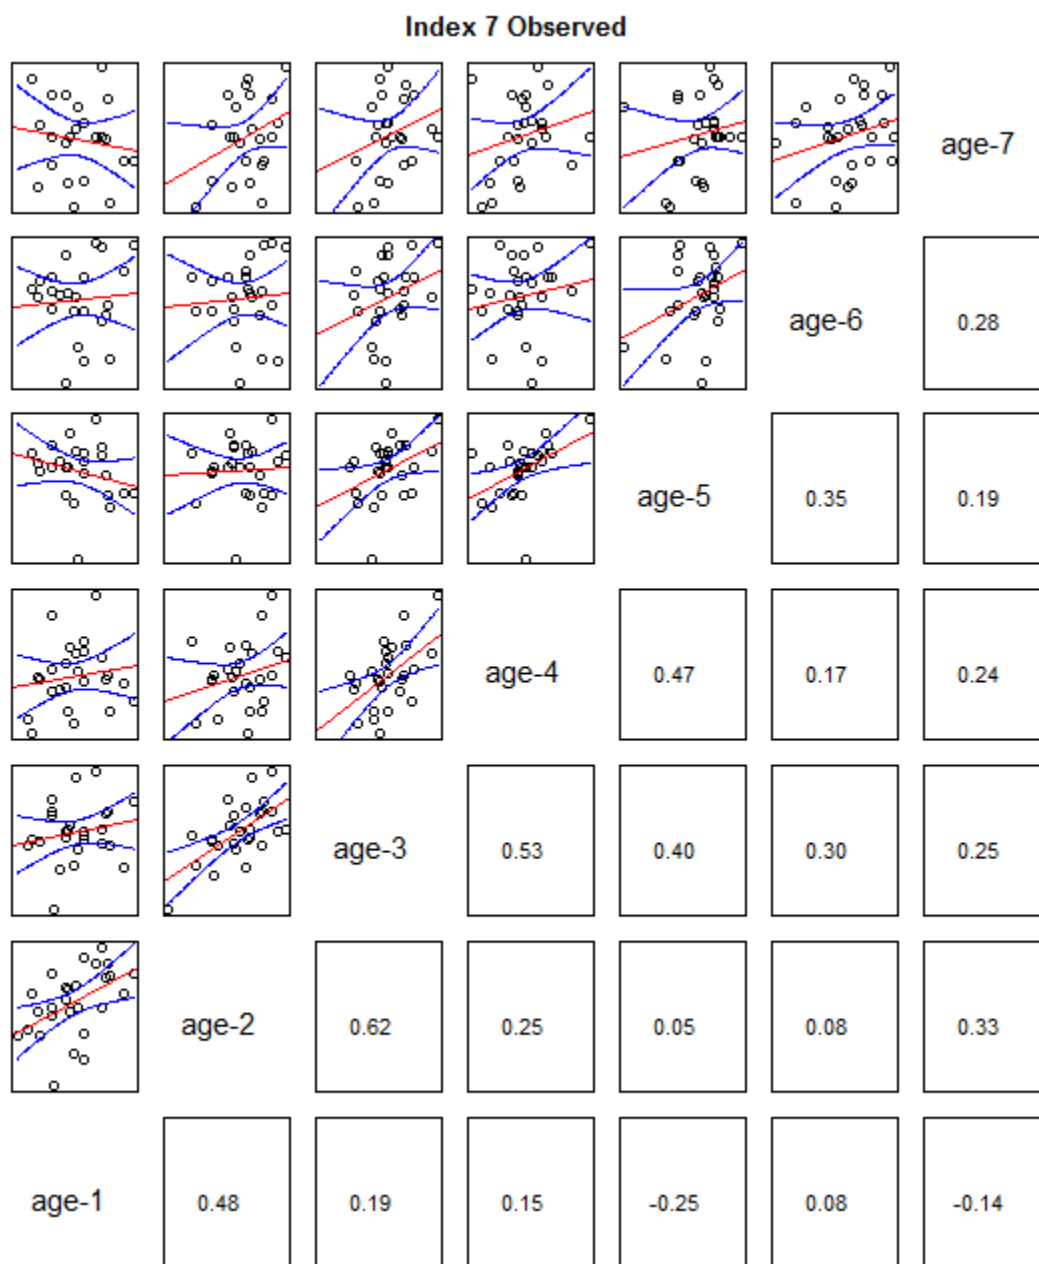 Index 7 Observed
age-7
age-6 0.28
age-5 0.35 0.19
age-4 0.47 0.17 0.24
age-3 0.53 0.40 0.30 0.25
age-2 0.62 0.25 0.05 0.08 0.33
age-1 0.48 0.19 0.15 -0.25 0.08 -0.14